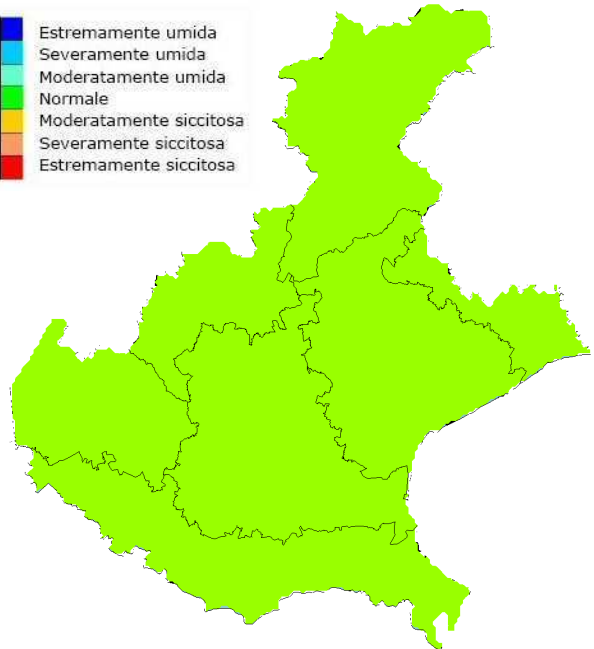 Estremamente umida
Severamente umida
Moderatamente umida
Normale
Moderatamente siccitosa
Severamente siccitosa
Estremamente siccitosa